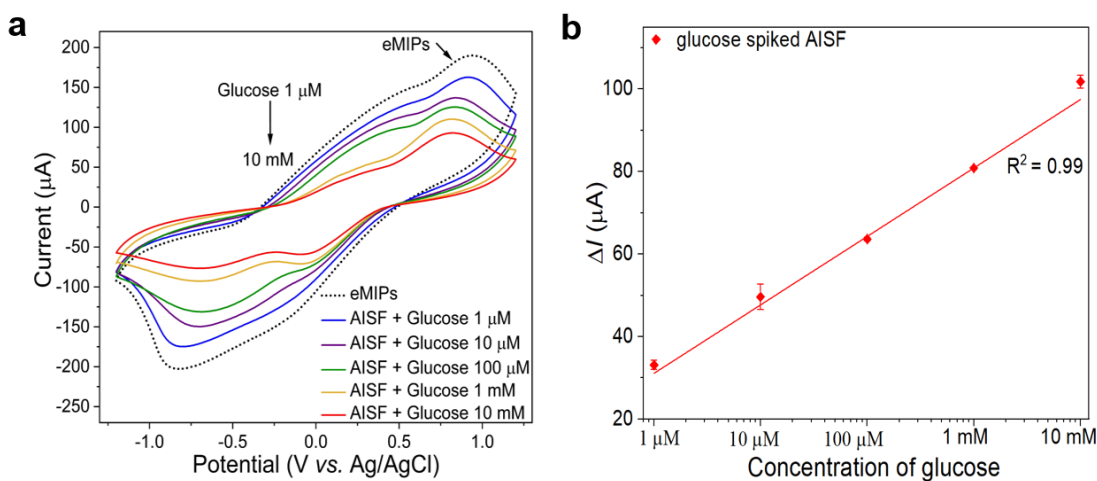 a
200
150
100
50
0
-50
-100
-150
-200
-250
Current (μA)
eMIPs
Glucose 1 μM
10 mM
eMIPs
AISF + Glucose 1 μM
AISF + Glucose 10 μM
AISF + Glucose 100 μM
AISF + Glucose 1 mM
AISF + Glucose 10 mM
-1.0 -0.5 0.0 0.5 1.0
Potential (V vs. Ag/AgCl)
b
glucose spiked AISF
100
80
60
40
20
ΔI (μA)
R² = 0.99
1 μM 10 μM 100 μM 1 mM 10 mM
Concentration of glucose